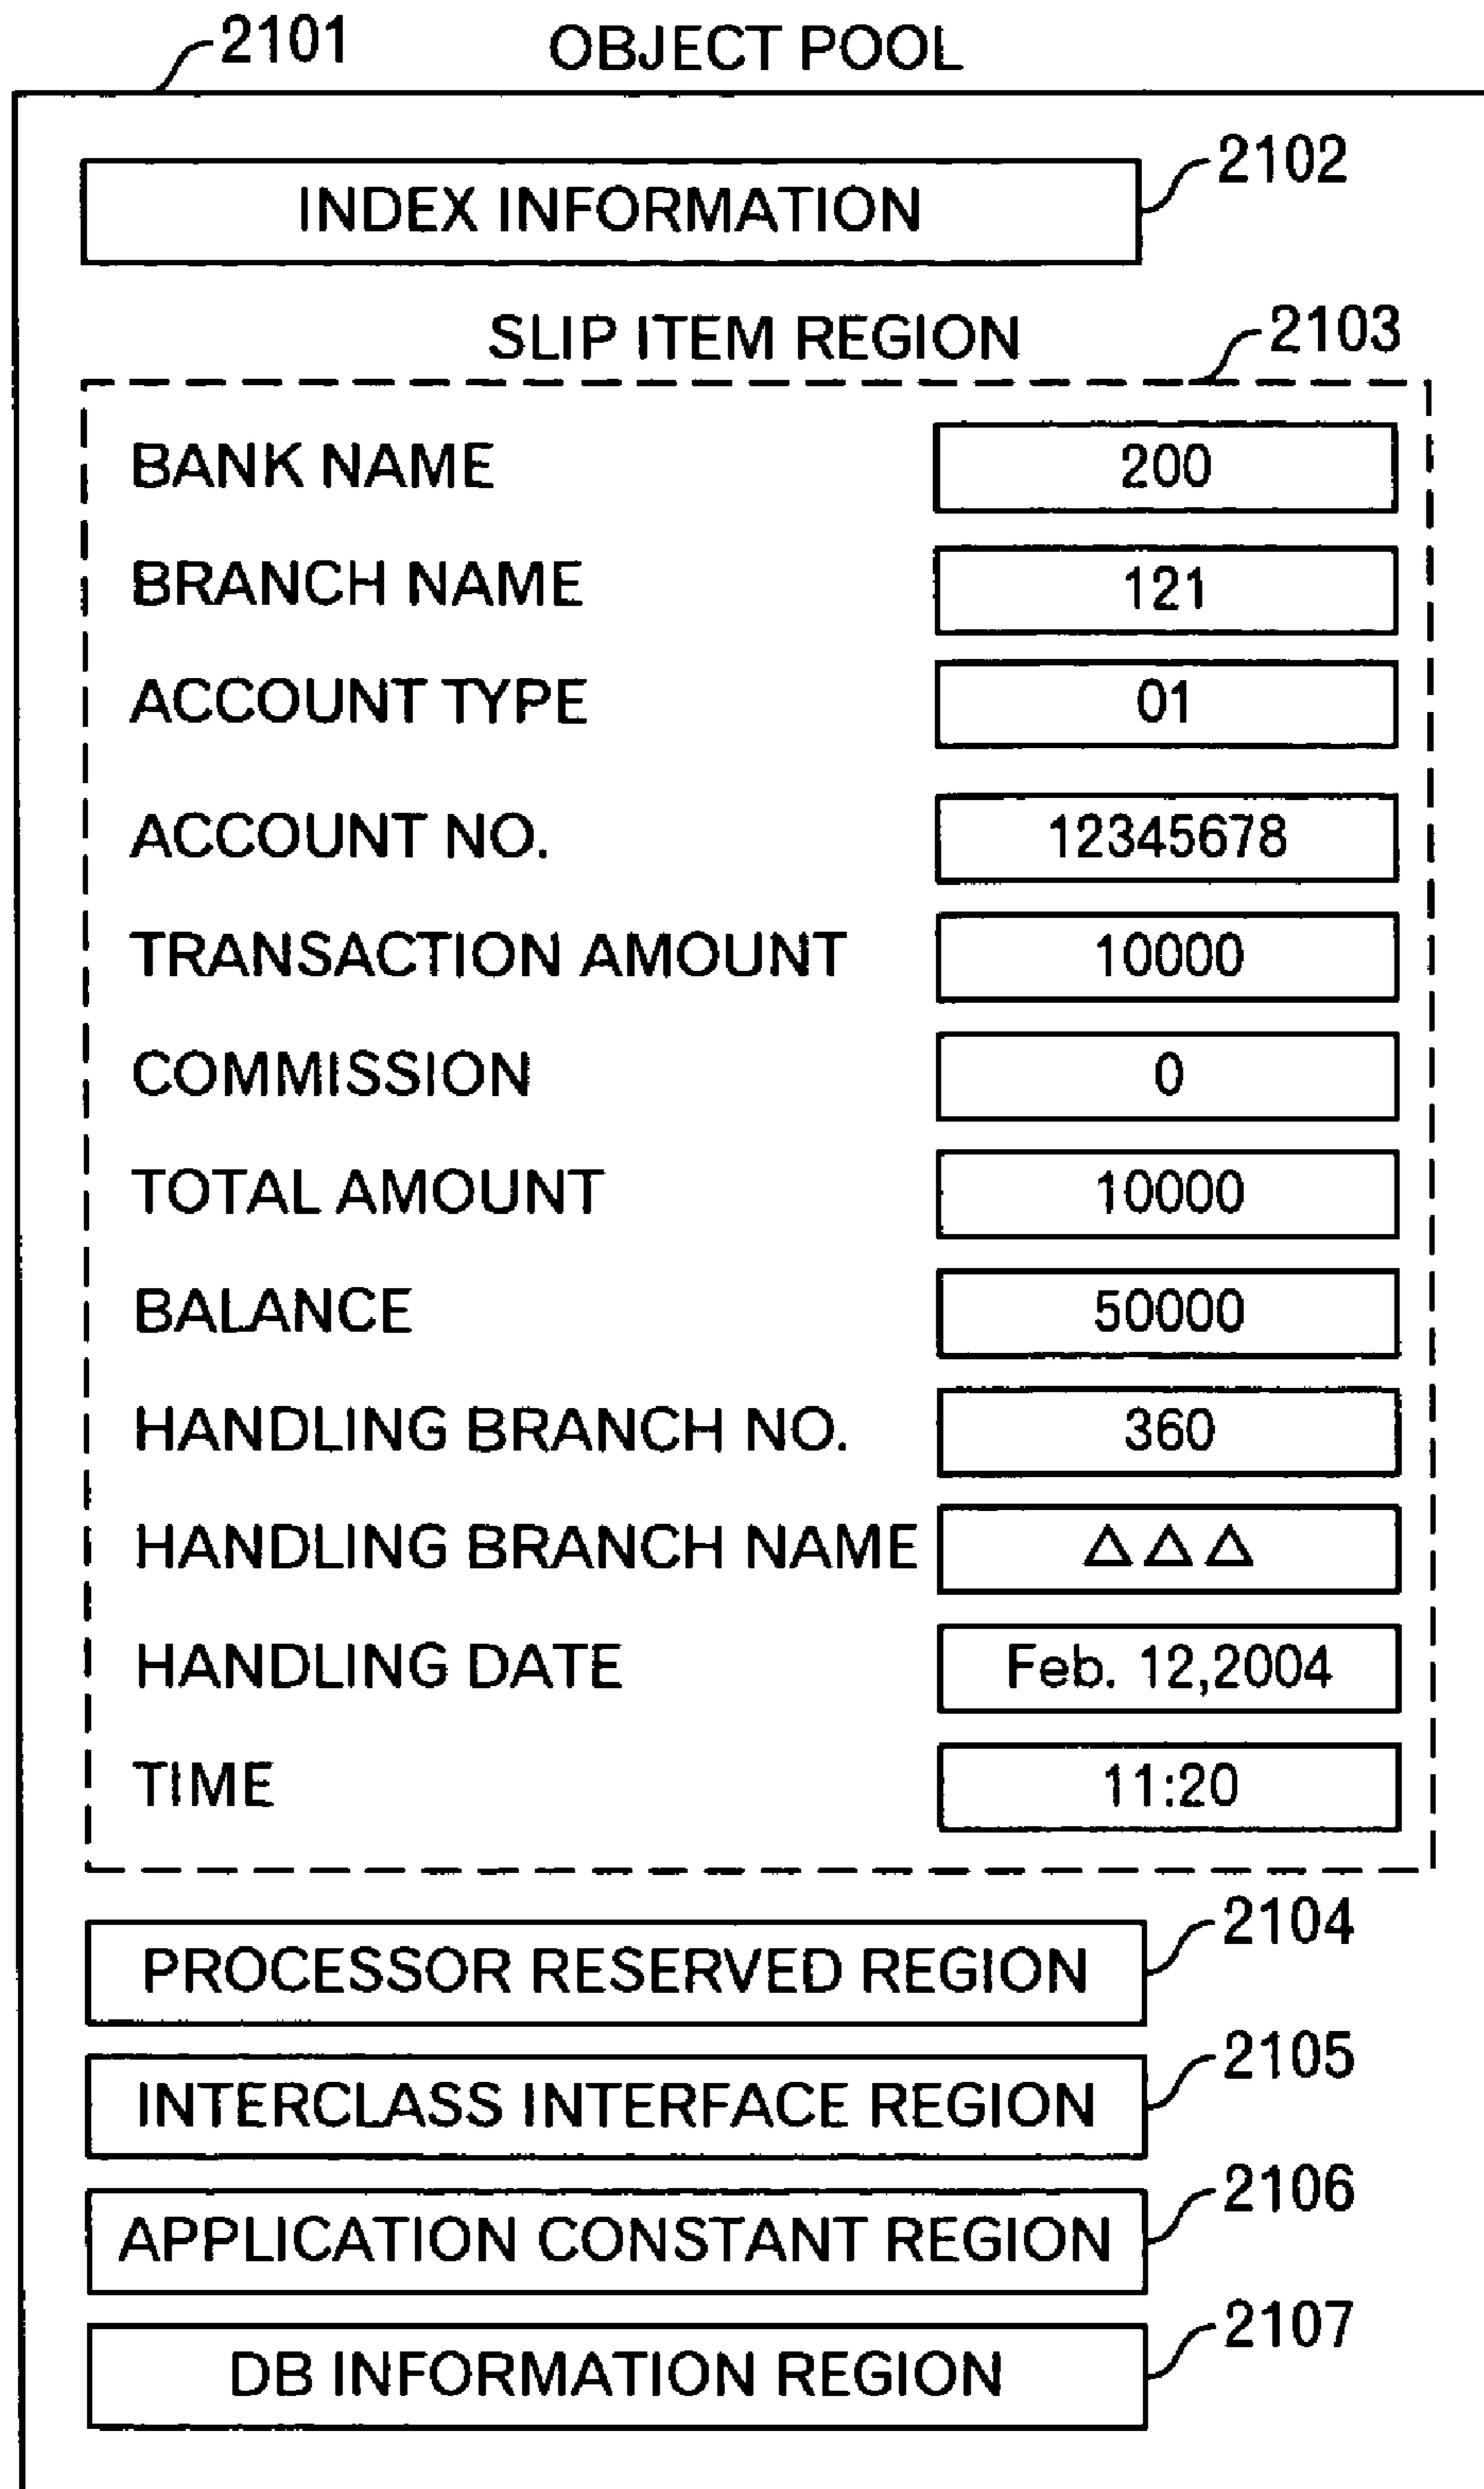 2101 OBJECT POOL
INDEX INFORMATION 2102
SLIP ITEM REGION 2103
BANK NAME 200
BRANCH NAME 121
ACCOUNT TYPE 01
ACCOUNT NO. 12345678
TRANSACTION AMOUNT 10000
COMMISSION 0
TOTAL AMOUNT 10000
BALANCE 50000
HANDLING BRANCH NO. 360
HANDLING BRANCH NAME △△△
HANDLING DATE Feb. 12,2004
TIME 11:20
PROCESSOR RESERVED REGION 2104
INTERCLASS INTERFACE REGION 2105
APPLICATION CONSTANT REGION 2106
DB INFORMATION REGION 2107